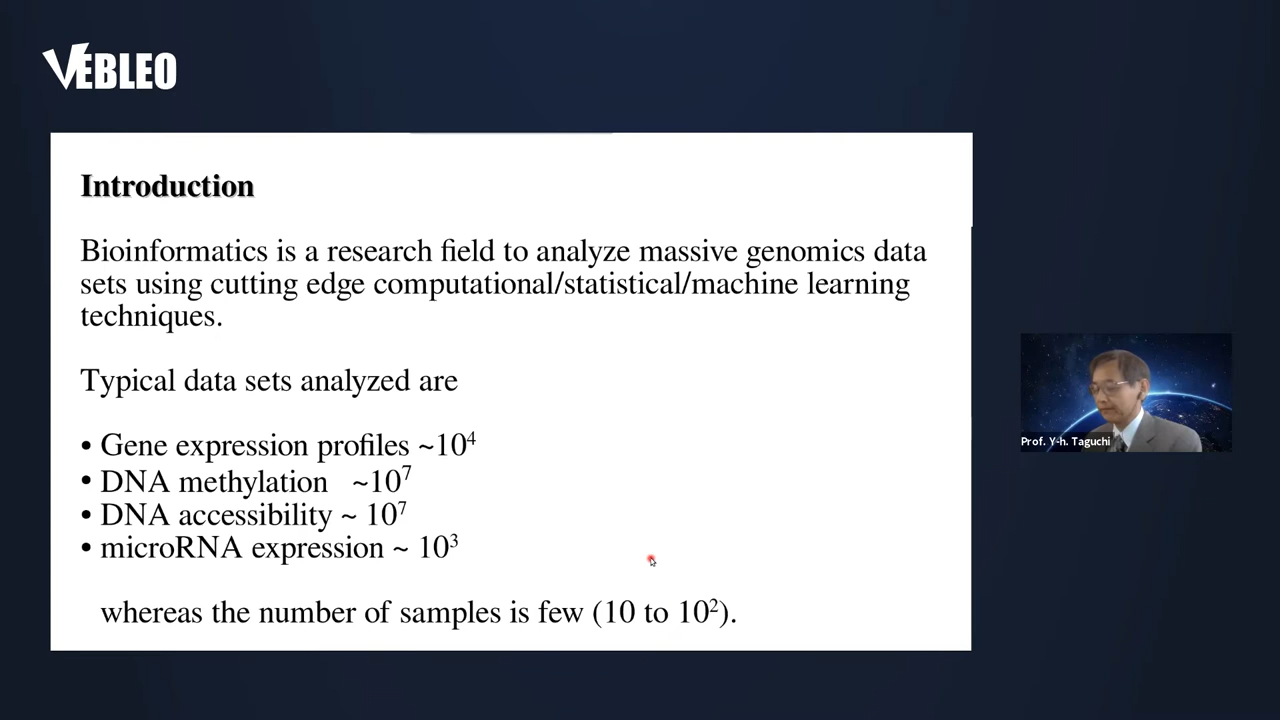 VEBLEO
Introduction
Bioinformatics is a research field to analyze massive genomics data
sets using cutting edge computational/statistical/machine learning
techniques.
Typical data sets analyzed are
• Gene expression profiles ~10⁴
• DNA methylation ~10⁷
• DNA accessibility ~ 10⁷
• microRNA expression ~ 10³
whereas the number of samples is few (10 to 10²).
Prof. Y-h. Taguchi